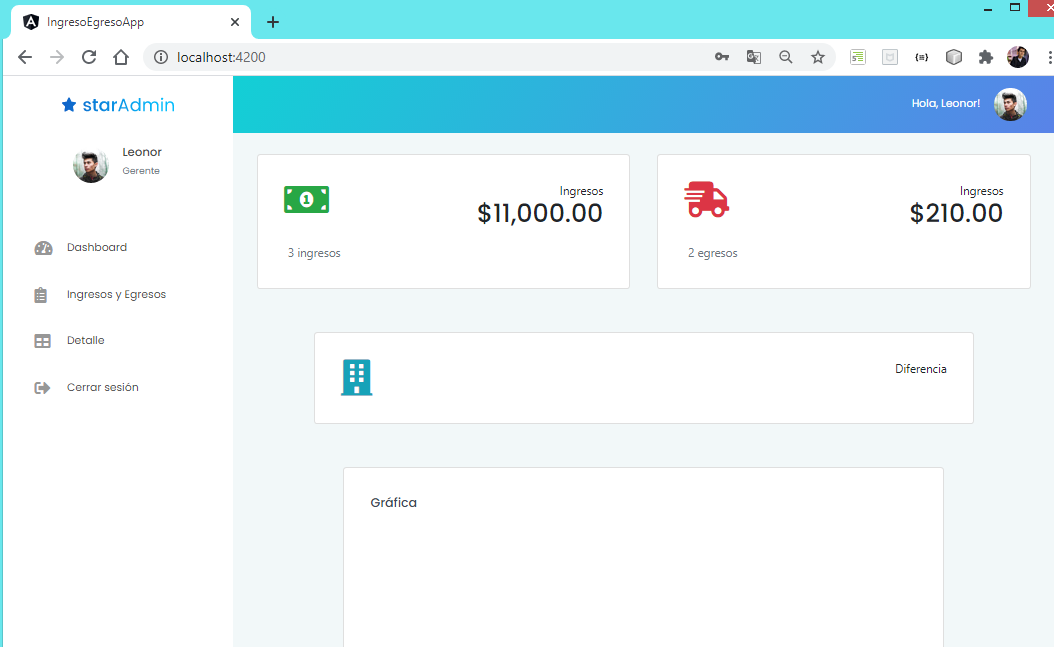 IngresoEgresoApp
localhost:4200
starAdmin
Hola, Leonor!
Leonor
Gerente
Dashboard
Ingresos y Egresos
Detalle
Cerrar sesión
1
Ingresos
$11,000.00
3 ingresos
Ingresos
$210.00
2 egresos
Diferencia
Gráfica